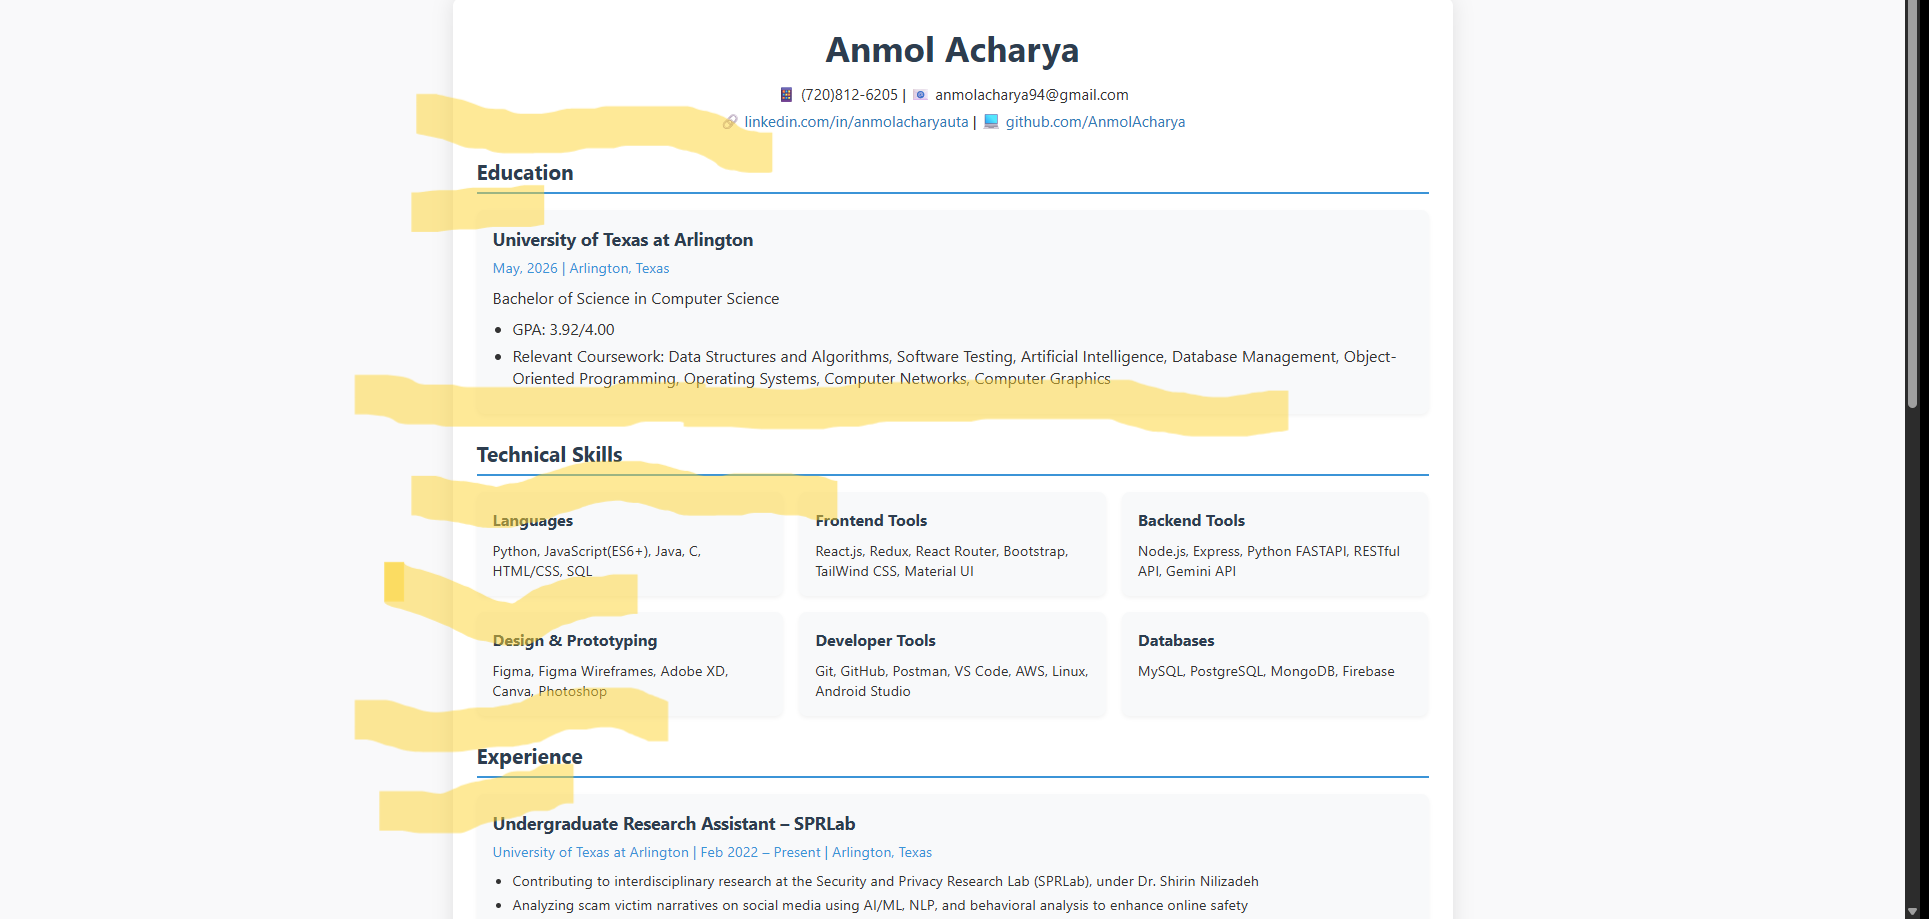 Anmol Acharya
(720)812-6205 | anmolacharya94@gmail.com
linkedin.com/in/anmolacharyauta | github.com/AnmolAcharya
Education
University of Texas at Arlington
May, 2026 | Arlington, Texas
Bachelor of Science in Computer Science
• GPA: 3.92/4.00
• Relevant Coursework: Data Structures and Algorithms, Software Testing, Artificial Intelligence, Database Management, Object-
Oriented Programming, Operating Systems, Computer Networks, Computer Graphics
Technical Skills
Languages
Python, JavaScript(ES6+), Java, C,
HTML/CSS, SQL
Frontend Tools
React.js, Redux, React Router, Bootstrap,
TailWind CSS, Material UI
Backend Tools
Node.js, Express, Python FASTAPI, RESTful
API, Gemini API
Design & Prototyping
Figma, Figma Wireframes, Adobe XD,
Canva, Photoshop
Developer Tools
Git, GitHub, Postman, VS Code, AWS, Linux,
Android Studio
Databases
MySQL, PostgreSQL, MongoDB, Firebase
Experience
Undergraduate Research Assistant – SPRLab
University of Texas at Arlington | Feb 2022 – Present | Arlington, Texas
• Contributing to interdisciplinary research at the Security and Privacy Research Lab (SPRLab), under Dr. Shirin Nilizadeh
• Analyzing scam victim narratives on social media using AI/ML, NLP, and behavioral analysis to enhance online safety